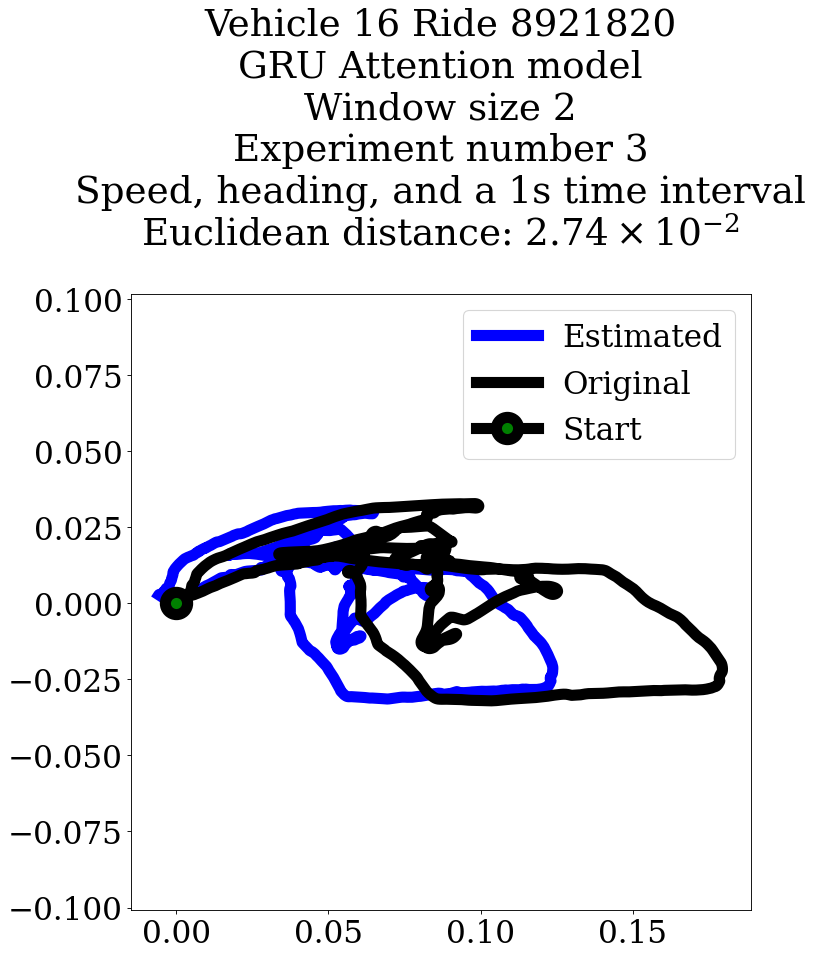 Vehicle 16 Ride 8921820
GRU Attention model
Window size 2
Experiment number 3
Speed, heading, and a 1s time interval
Euclidean distance: 2.74 × 10⁻²
0.100
0.075
0.050
0.025
0.000
−0.025
−0.050
−0.075
−0.100
Estimated
Original
Start
0.00 0.05 0.10 0.15